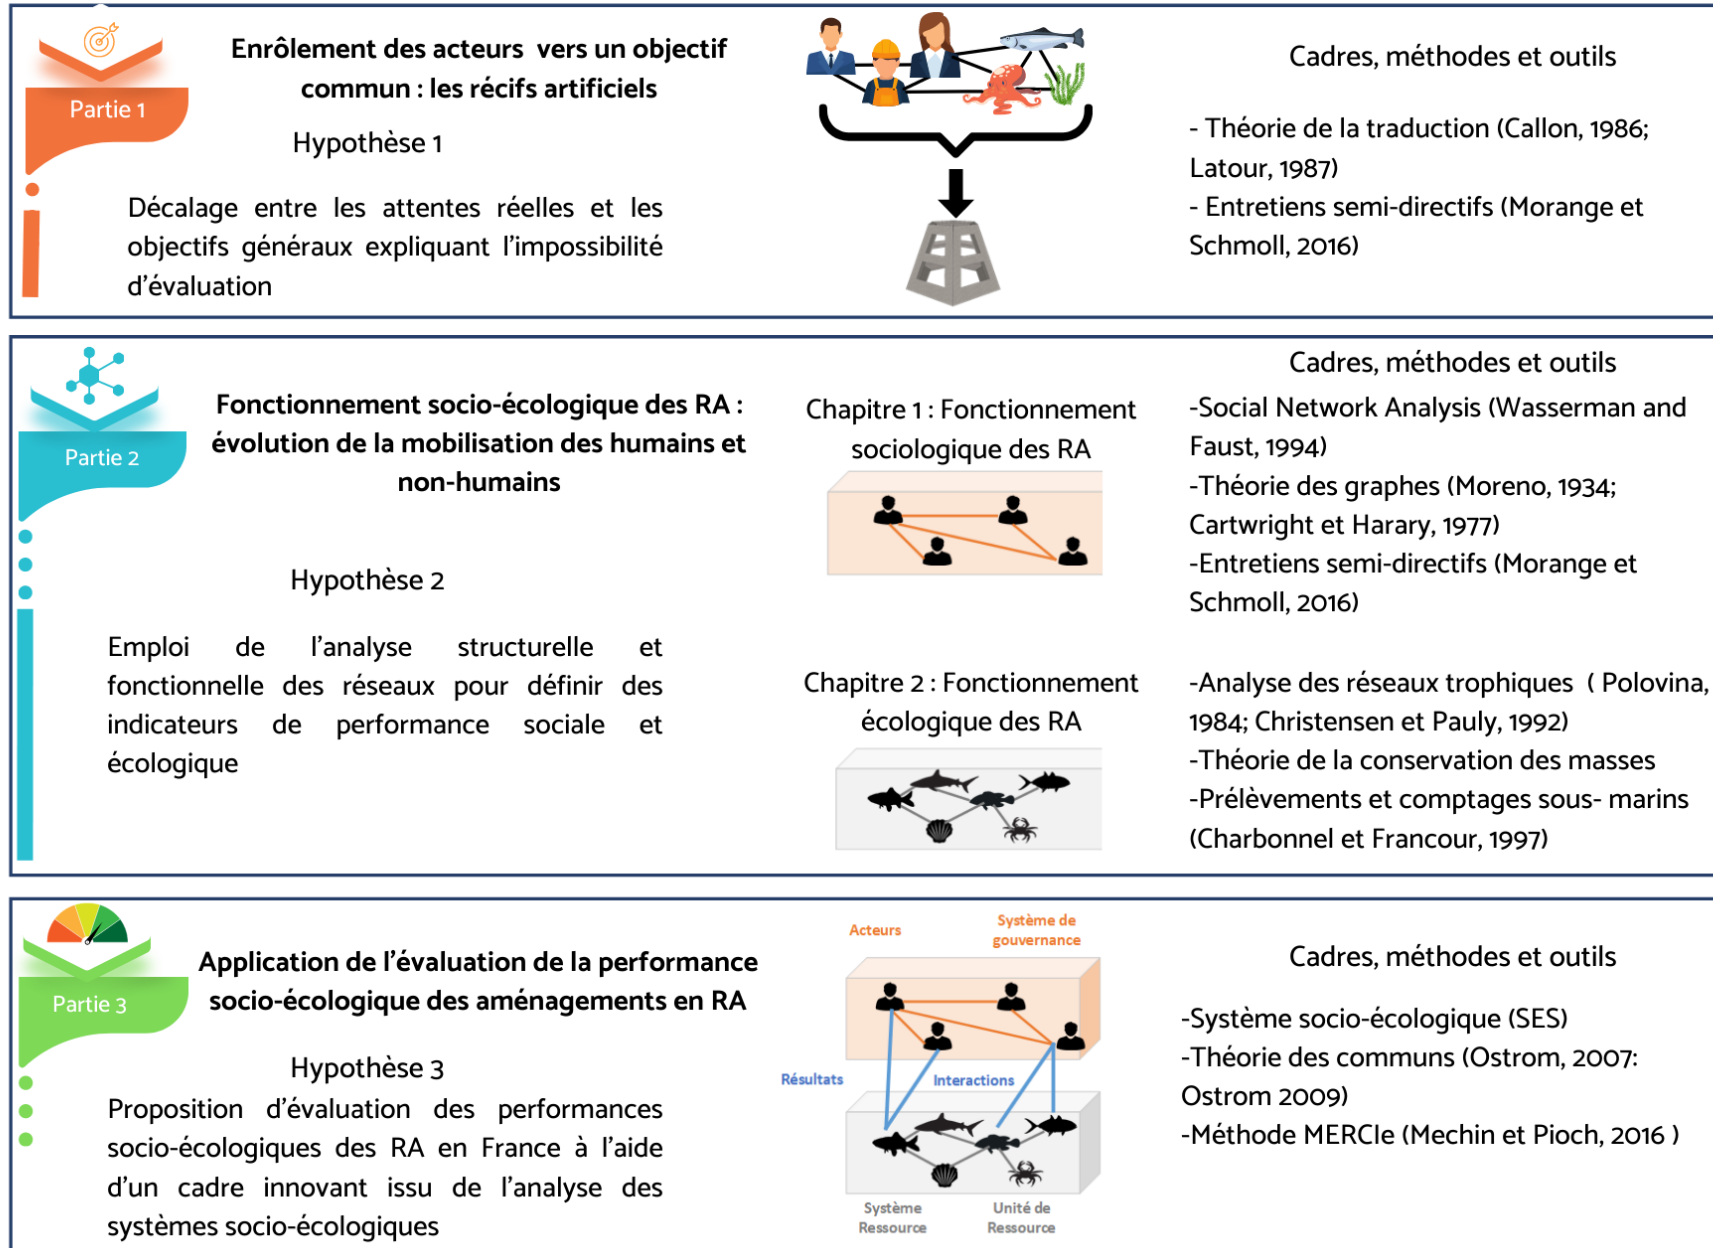 Partie 1
Enrôlement des acteurs vers un objectif
commun : les récifs artificiels
Hypothèse 1
Décalage entre les attentes réelles et les
objectifs généraux expliquant l'impossibilité
d'évaluation
Cadres, méthodes et outils
- Théorie de la traduction (Callon, 1986;
Latour, 1987)
- Entretiens semi-directifs (Morange et
Schmoll, 2016)
Partie 2
Fonctionnement socio-écologique des RA :
évolution de la mobilisation des humains et
non-humains
Hypothèse 2
Emploi de l'analyse structurelle et
fonctionnelle des réseaux pour définir des
indicateurs de performance sociale et
écologique
Chapitre 1 : Fonctionnement
sociologique des RA
Chapitre 2 : Fonctionnement
écologique des RA
Cadres, méthodes et outils
-Social Network Analysis (Wasserman and
Faust, 1994)
-Théorie des graphes (Moreno, 1934;
Cartwright et Harary, 1977)
-Entretiens semi-directifs (Morange et
Schmoll, 2016)
-Analyse des réseaux trophiques ( Polovina,
1984; Christensen et Pauly, 1992)
-Théorie de la conservation des masses
-Prélèvements et comptages sous- marins
(Charbonnel et Francour, 1997)
Partie 3
Application de l'évaluation de la performance
socio-écologique des aménagements en RA
Hypothèse 3
Proposition d'évaluation des performances
socio-écologiques des RA en France à l'aide
d'un cadre innovant issu de l'analyse des
systèmes socio-écologiques
Acteurs
Système de
gouvernance
Résultats
Interactions
Système
Ressource
Unité de
Ressource
Cadres, méthodes et outils
-Système socio-écologique (SES)
-Théorie des communs (Ostrom, 2007:
Ostrom 2009)
-Méthode MERCIe (Mechin et Pioch, 2016 )